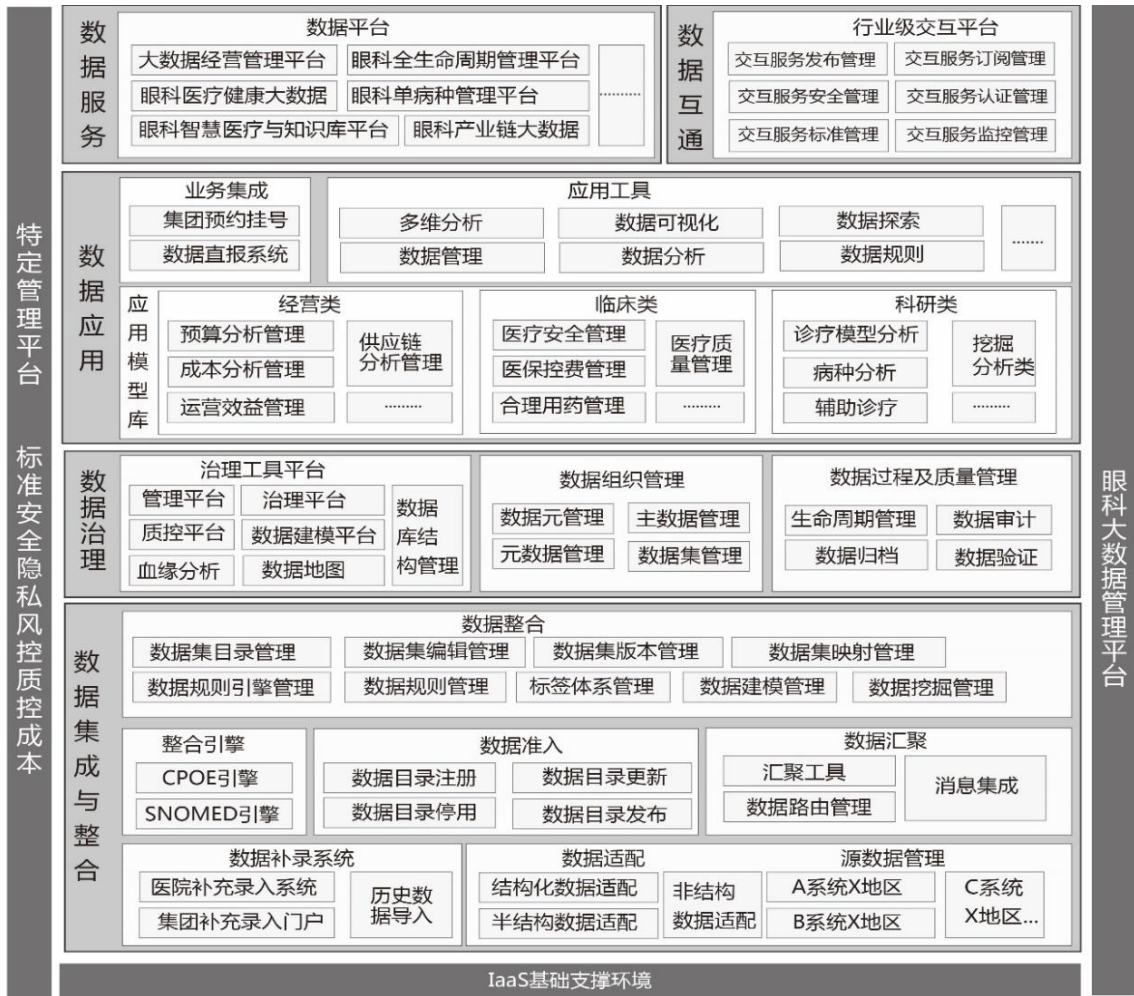 特定管理平台
标准安全隐私风控质控成本
数据服务
数据平台
大数据经营管理平台
眼科全生命周期管理平台
眼科医疗健康大数据
眼科单病种管理平台
眼科智慧医疗与知识库平台
眼科产业链大数据
.........
数据互通
行业级交互平台
交互服务发布管理
交互服务订阅管理
交互服务安全管理
交互服务认证管理
交互服务标准管理
交互服务监控管理
数据应用
业务集成
集团预约挂号
数据直报系统
应用工具
多维分析
数据可视化
数据探索
数据管理
数据分析
数据规则
.......
应用模型库
经营类
预算分析管理
成本分析管理
运营效益管理
供应链
分析管理
.........
临床类
医疗安全管理
医保控费管理
合理用药管理
医疗质
量管理
.........
科研类
诊疗模型分析
病种分析
辅助诊疗
挖掘
分析类
.........
数据治理
治理工具平台
管理平台
治理平台
质控平台
数据建模平台
血缘分析
数据地图
数据
库结
构管理
数据组织管理
数据元管理
主数据管理
元数据管理
数据集管理
数据过程及质量管理
生命周期管理
数据审计
数据归档
数据验证
数据集成与整合
数据整合
数据集目录管理
数据集编辑管理
数据集版本管理
数据集映射管理
数据规则引擎管理
数据规则管理
标签体系管理
数据建模管理
数据挖掘管理
整合引擎
CPOE引擎
SNOMED引擎
数据准入
数据目录注册
数据目录更新
数据目录停用
数据目录发布
数据汇聚
汇聚工具
数据路由管理
消息集成
数据补录系统
医院补充录入系统
集团补充录入门户
历史数
据导入
数据适配
结构化数据适配
半结构数据适配
非结构
数据适配
源数据管理
A系统X地区
B系统X地区
C系统
X地区...
眼科大数据管理平台
IaaS基础支撑环境